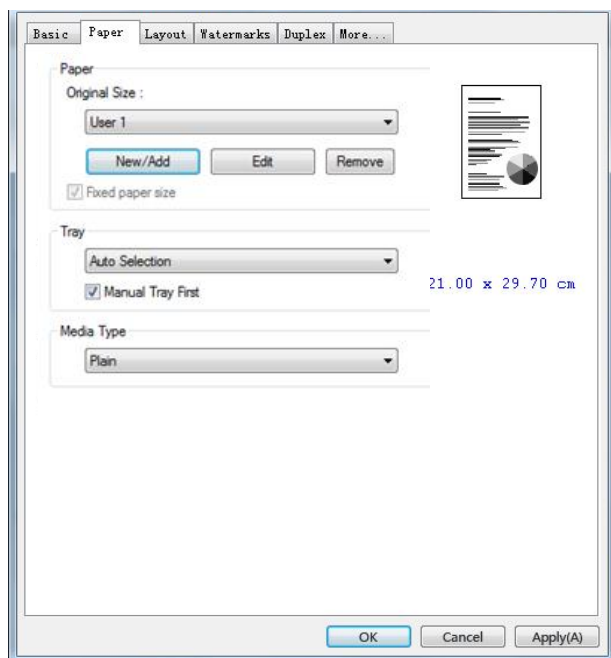 Basic Paper Layout Watermarks Duplex More...
Paper
Original Size :
User 1
New/Add Edit Remove
Fixed paper size
Tray
Auto Selection
Manual Tray First
21.00 x 29.70 cm
Media Type
Plain
OK Cancel Apply(A)